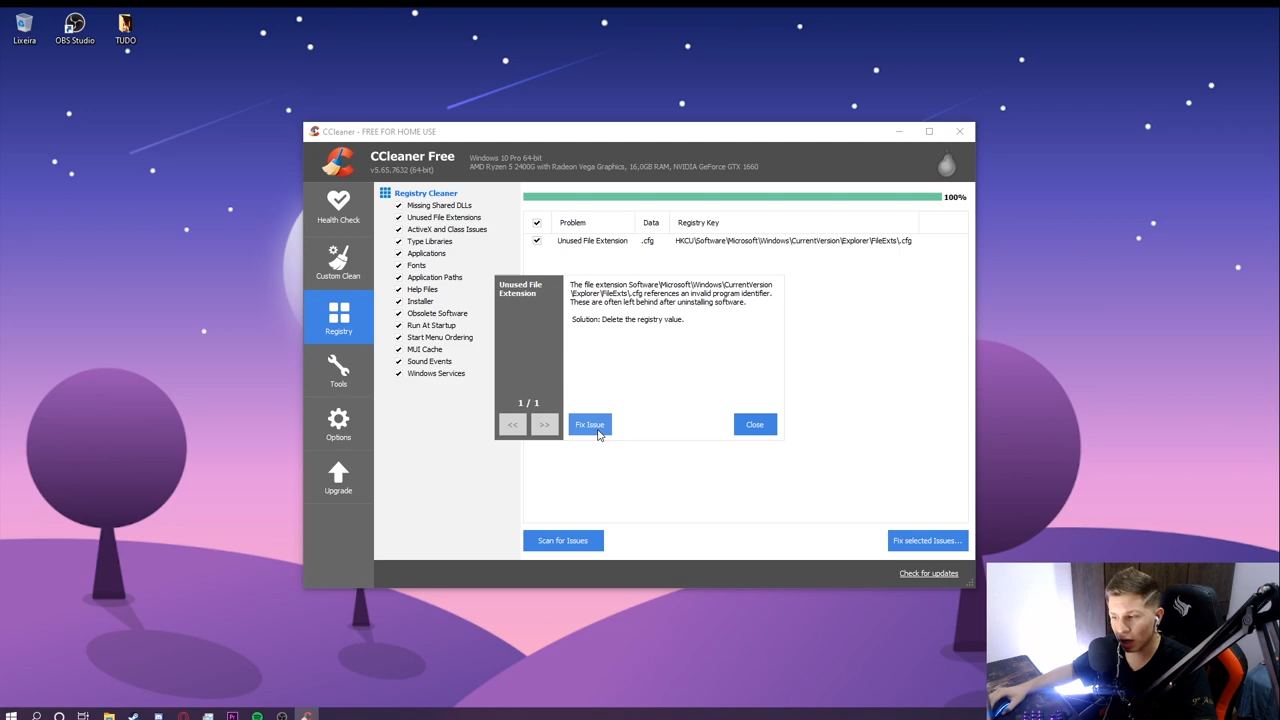 Lixeira
OBS Studio
TUDO
CCleaner - FREE FOR HOME USE
CCleaner Free
v5.65.7632 (64-bit)
Windows 10 Pro 64-bit
AMD Ryzen 5 2400G with Radeon Vega Graphics, 16,0GB RAM, NVIDIA GeForce GTX 1660
Health Check
Custom Clean
Registry
Tools
Options
Upgrade
Registry Cleaner
Missing Shared DLLs
Unused File Extensions
ActiveX and Class Issues
Type Libraries
Applications
Fonts
Application Paths
Help Files
Installer
Obsolete Software
Run At Startup
Start Menu Ordering
MUI Cache
Sound Events
Windows Services
100%
Problem Data Registry Key
Unused File Extension .cfg HKCU\Software\Microsoft\Windows\CurrentVersion\Explorer\FileExts\.cfg
Unused File
Extension
1 / 1
<< >>
The file extension Software\Microsoft\Windows\CurrentVersion
\Explorer\FileExts\.cfg references an invalid program identifier.
These are often left behind after uninstalling software.
Solution: Delete the registry value.
Fix Issue
Close
Scan for Issues
Fix selected Issues...
Check for updates